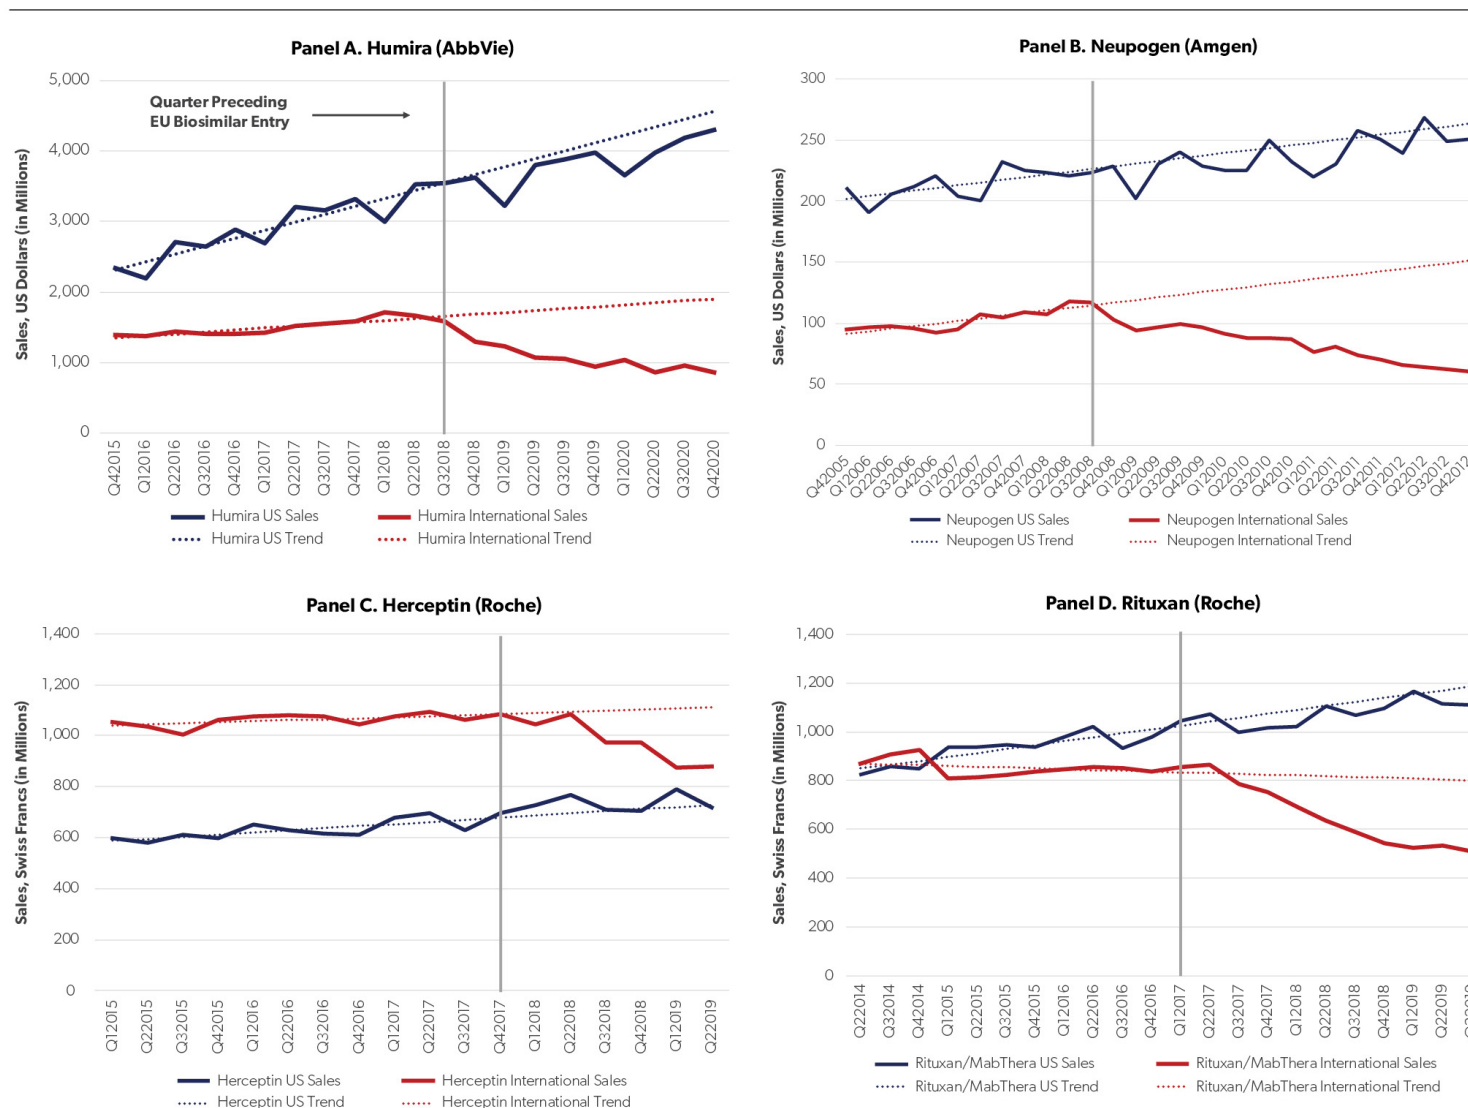 Panel A. Humira (AbbVie)
Sales, US Dollars (in Millions)
5,000
4,000
3,000
2,000
1,000
0
Quarter Preceding
EU Biosimilar Entry
Q42015
Q12016
Q22016
Q32016
Q42016
Q12017
Q22017
Q32017
Q42017
Q12018
Q22018
Q32018
Q42018
Q12019
Q22019
Q32019
Q42019
Q12020
Q22020
Q32020
Q42020
Humira US Sales
Humira International Sales
Humira US Trend
Humira International Trend
Panel B. Neupogen (Amgen)
Sales, US Dollars (in Millions)
300
250
200
150
100
50
0
Q42005
Q12006
Q22006
Q32006
Q42006
Q12007
Q22007
Q32007
Q42007
Q12008
Q22008
Q32008
Q42008
Q12009
Q22009
Q32009
Q42009
Q12010
Q22010
Q32010
Q42010
Q12011
Q22011
Q32011
Q42011
Q12012
Q22012
Q32012
Q42012
Neupogen US Sales
Neupogen International Sales
Neupogen US Trend
Neupogen International Trend
Panel C. Herceptin (Roche)
Sales, Swiss Francs (in Millions)
1,400
1,200
1,000
800
600
400
200
0
Q12015
Q22015
Q32015
Q42015
Q12016
Q22016
Q32016
Q42016
Q12017
Q22017
Q32017
Q42017
Q12018
Q22018
Q32018
Q42018
Q12019
Q22019
Herceptin US Sales
Herceptin International Sales
Herceptin US Trend
Herceptin International Trend
Panel D. Rituxan (Roche)
Sales, Swiss Francs (in Millions)
1,400
1,200
1,000
800
600
400
200
0
Q22014
Q32014
Q42014
Q12015
Q22015
Q32015
Q42015
Q12016
Q22016
Q32016
Q42016
Q12017
Q22017
Q32017
Q42017
Q12018
Q22018
Q32018
Q42018
Q12019
Q22019
Rituxan/MabThera US Sales
Rituxan/MabThera International Sales
Rituxan/MabThera US Trend
Rituxan/MabThera International Trend